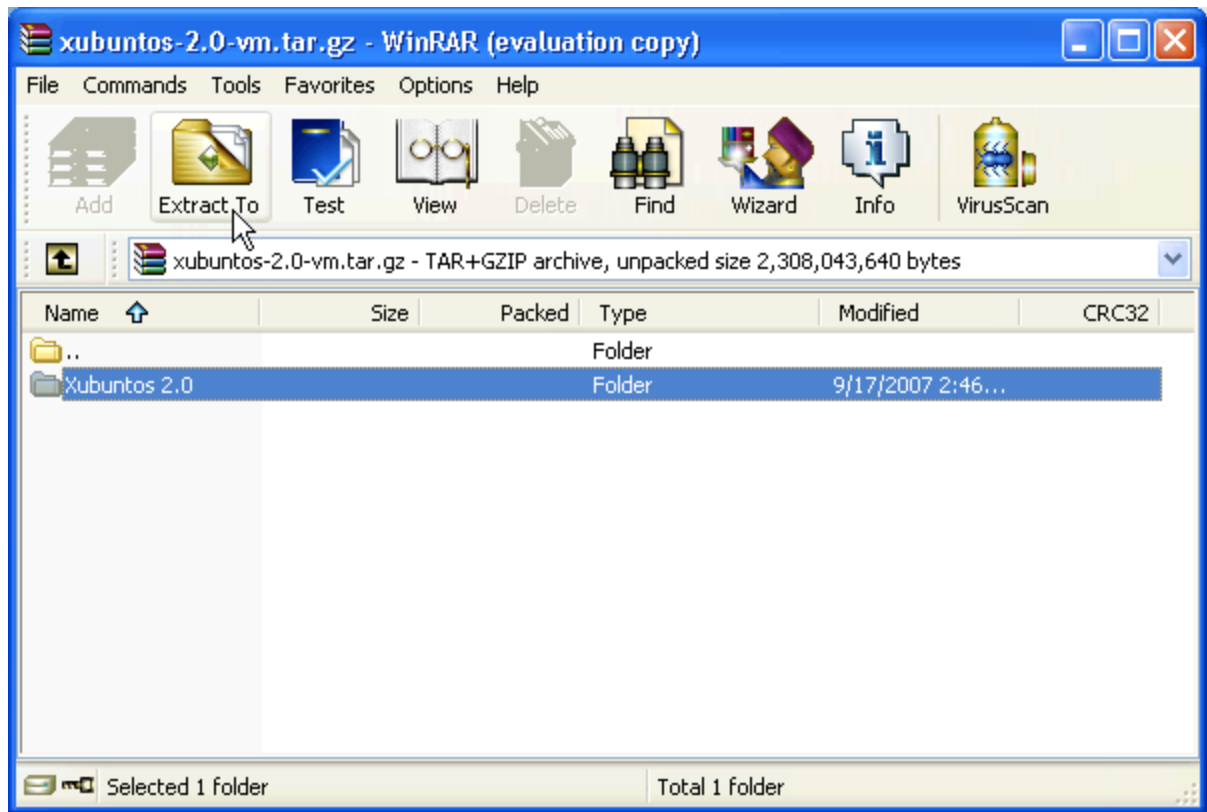 xubuntos-2.0-vm.tar.gz - WinRAR (evaluation copy)
File Commands Tools Favorites Options Help
Add Extract To Test View Delete Find Wizard Info VirusScan
xubuntos-2.0-vm.tar.gz - TAR+GZIP archive, unpacked size 2,308,043,640 bytes
Name Size Packed Type Modified CRC32
.. Folder
Xubuntos 2.0 Folder 9/17/2007 2:46...
Selected 1 folder Total 1 folder